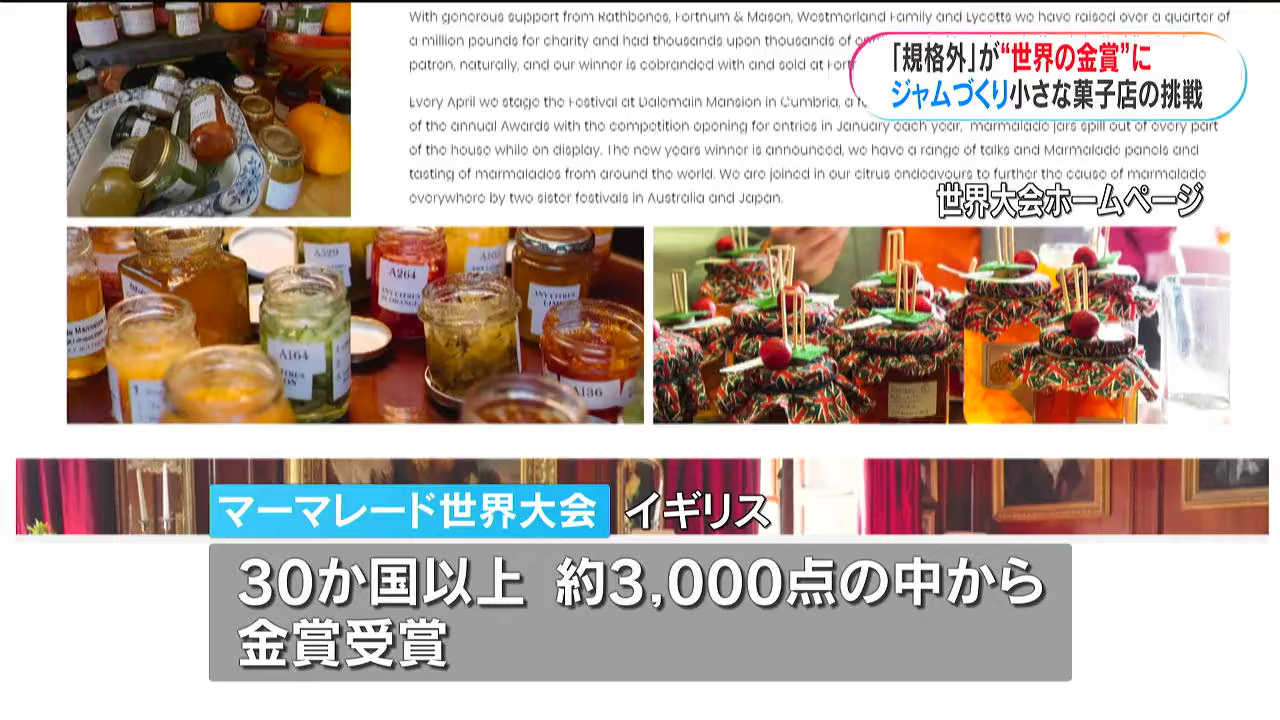 With generous support from Rathbones, Fortnum & Mason, Westmorland Family and Lycetts we have raised over a quarter of
a million pounds for charity and had thousands upon thousands of
patron, naturally, and our winner is cobranded with and sold at Fort
「規格外」が“世界の金賞”に
ジャムづくり小さな菓子店の挑戦
Every April we stage the Festival at Dalemain Mansion in Cumbria, a
of the annual Awards with the competition opening for entries in January each year, marmalade jars spill out of every part
of the house while on display. The new years winner is announced, we have a range of talks and Marmalade panels and
tasting of marmalades from around the world. We are joined in our citrus endeavours to further the cause of marmalade
everywhere by two sister festivals in Australia and Japan.
世界大会ホームページ
A529
A264
A164
A136
マーマレード世界大会 イギリス
30か国以上 約3,000点の中から
金賞受賞